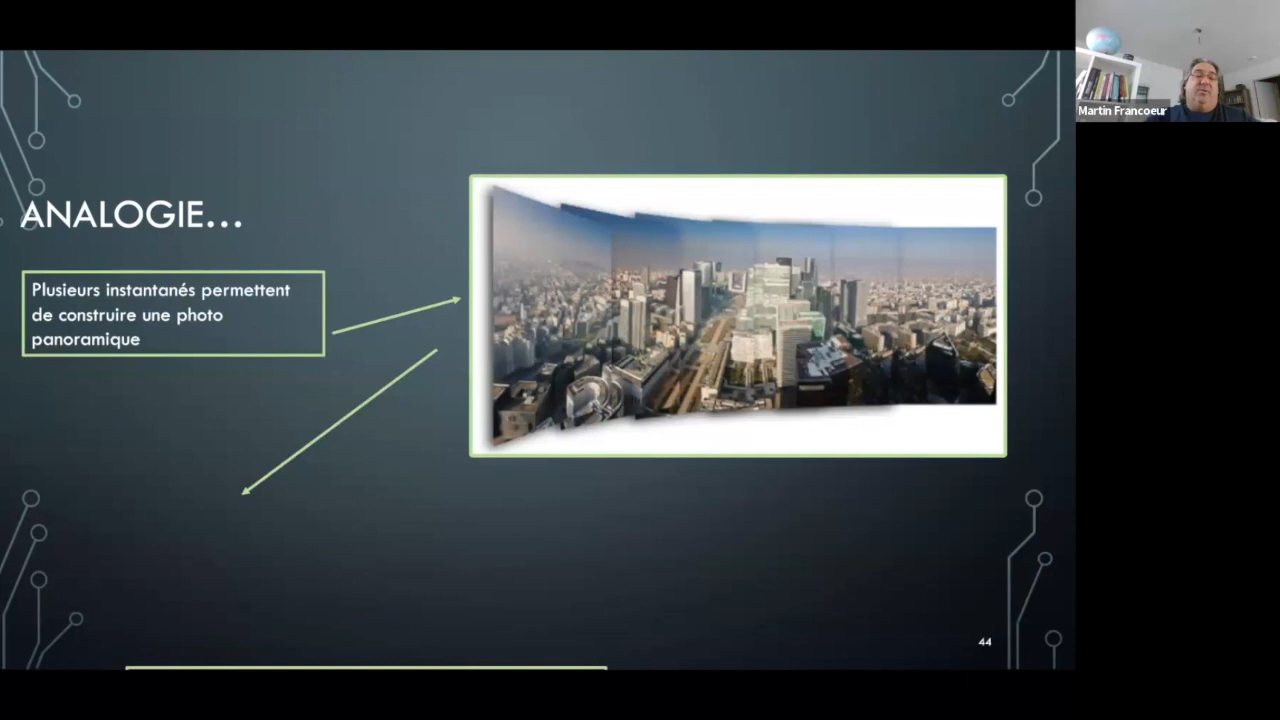 Martin Francoeur
ANALOGIE...
Plusieurs instantanés permettent
de construire une photo
panoramique
44